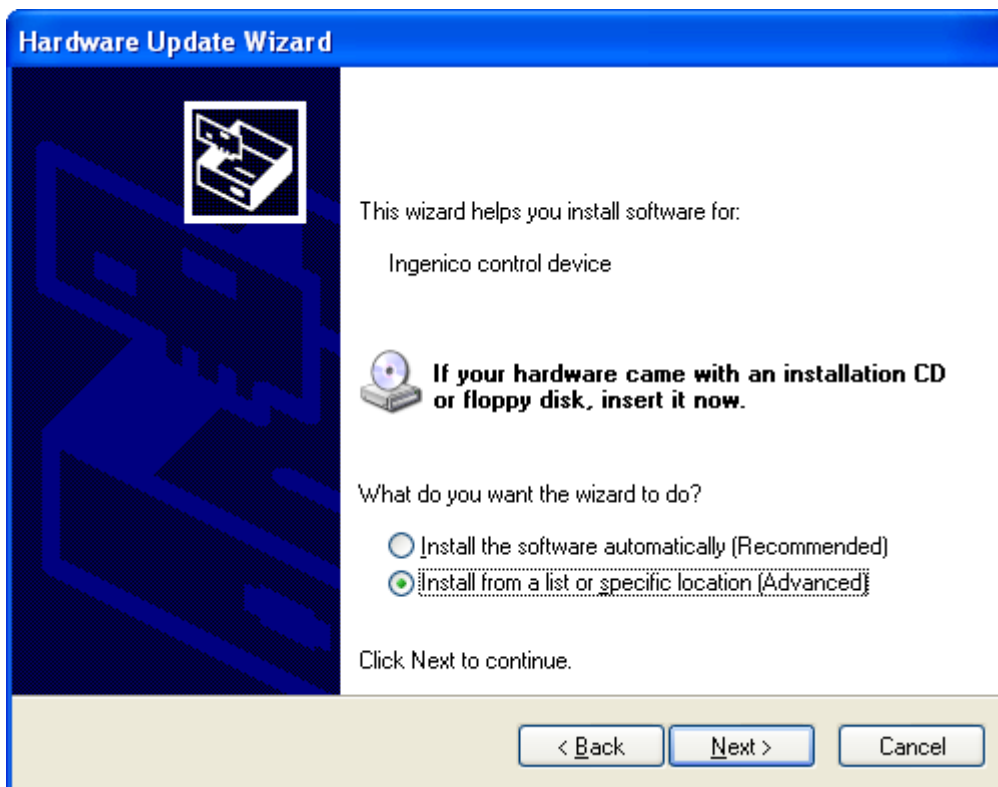 Hardware Update Wizard
This wizard helps you install software for:
Ingenico control device
If your hardware came with an installation CD
or floppy disk, insert it now.
What do you want the wizard to do?
Install the software automatically (Recommended)
Install from a list or specific location (Advanced)
Click Next to continue.
< Back Next > Cancel